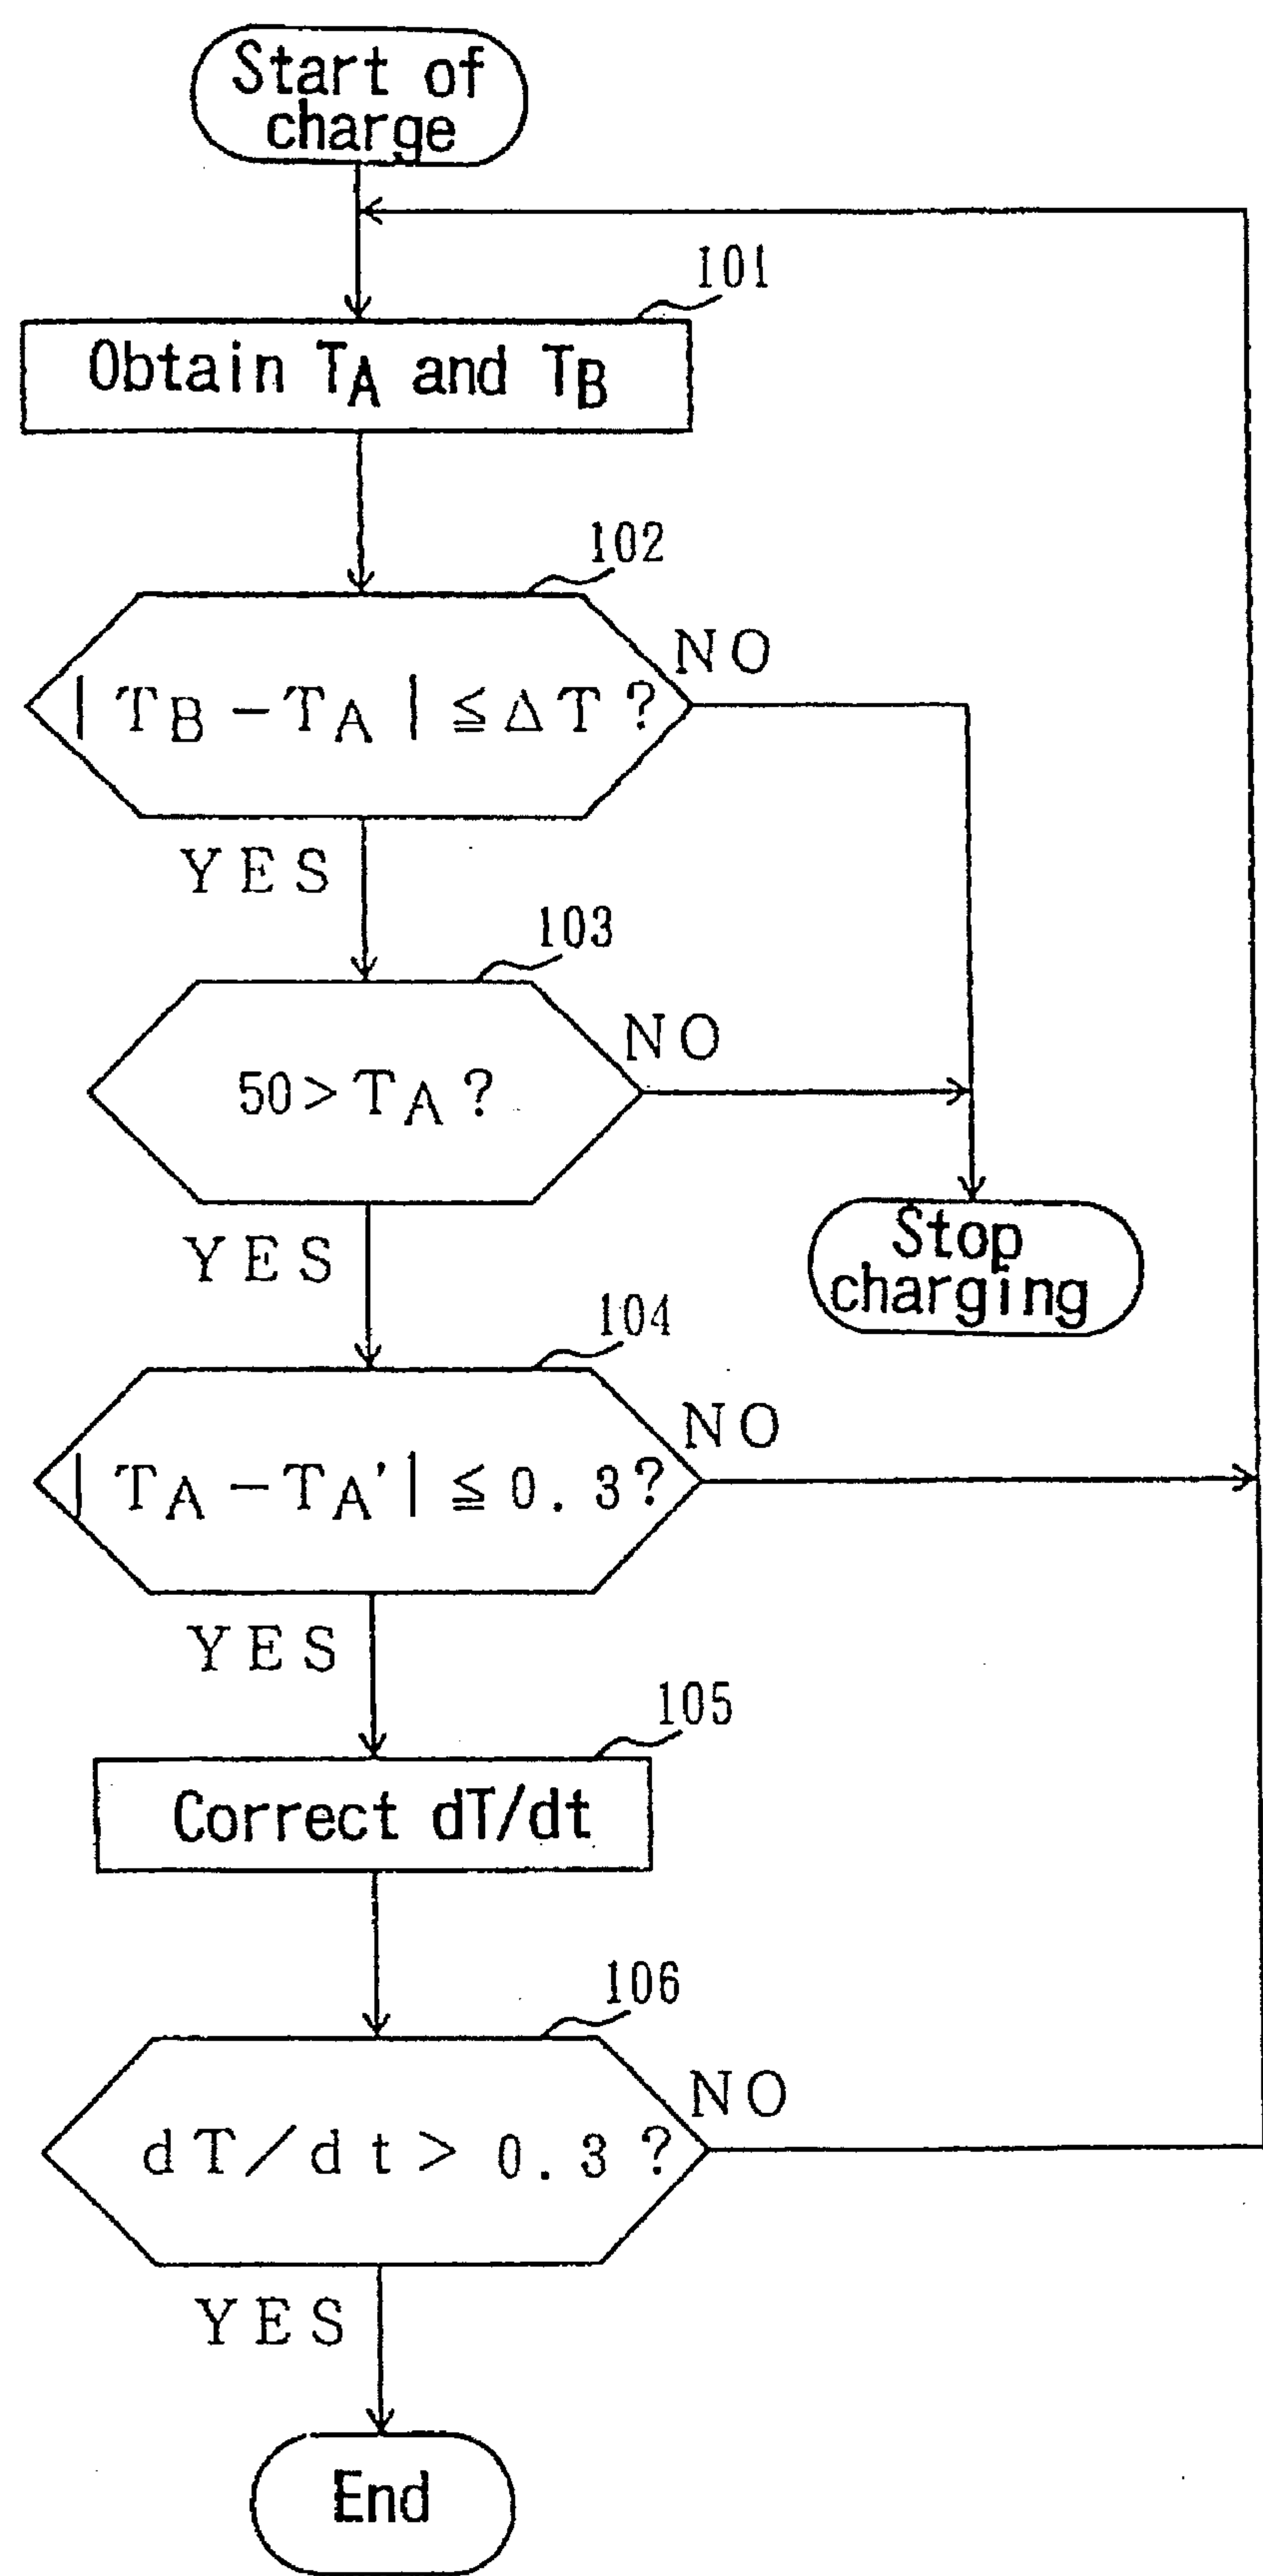 Start of
charge
101
Obtain TA and TB
102
| TB − TA | ≦ ΔT ?
NO
YES
103
50 > TA ?
NO
YES
Stop
charging
104
| TA − TA' | ≦ 0.3 ?
NO
YES
105
Correct dT/dt
106
dT/dt > 0.3 ?
NO
YES
End